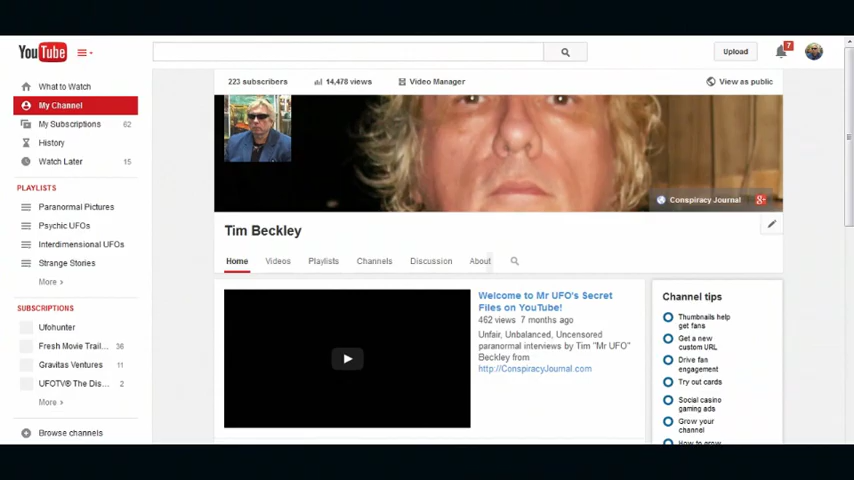 YouTube
Upload
7
What to Watch
My Channel
My Subscriptions 62
History
Watch Later 15
PLAYLISTS
Paranormal Pictures
Psychic UFOs
Interdimensional UFOs
Strange Stories
More >
SUBSCRIPTIONS
Ufohunter
Fresh Movie Trail... 36
Gravitas Ventures 11
UFOTV® The Dis... 2
More >
Browse channels
223 subscribers
14,478 views
Video Manager
View as public
Conspiracy Journal
g+
Tim Beckley
Home Videos Playlists Channels Discussion About
Welcome to Mr UFO's Secret
Files on YouTube!
462 views 7 months ago
Unfair, Unbalanced, Uncensored
paranormal interviews by Tim "Mr UFO"
Beckley from
http://ConspiracyJournal.com
Channel tips
Thumbnails help
get fans
Get a new
custom URL
Drive fan
engagement
Try out cards
Social casino
gaming ads
Grow your
channel
How to grow